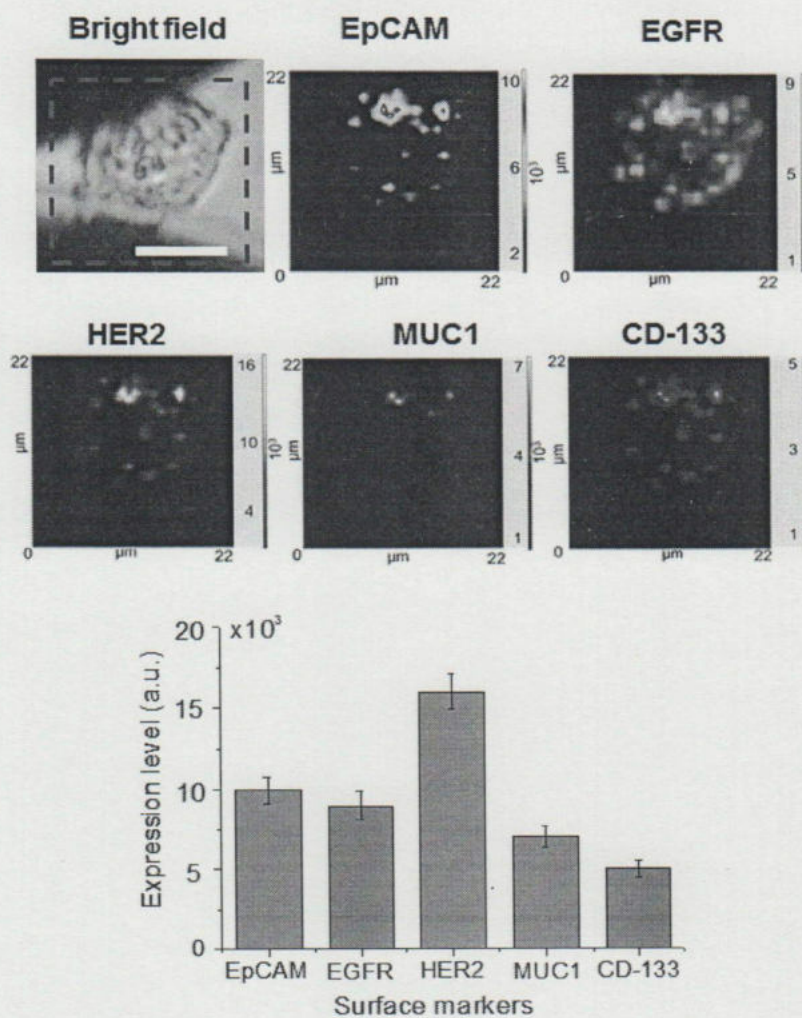 Bright field
EpCAM
EGFR
22
µm
0
µm
22
10
6
2
10³
22
µm
0
µm
22
9
5
1
HER2
MUC1
CD-133
22
µm
0
µm
22
16
10
4
10³
22
µm
0
µm
22
7
4
1
10³
22
µm
0
µm
22
5
3
1
20
15
10
5
0
x10³
Expression level (a.u.)
EpCAM EGFR HER2 MUC1 CD-133
Surface markers